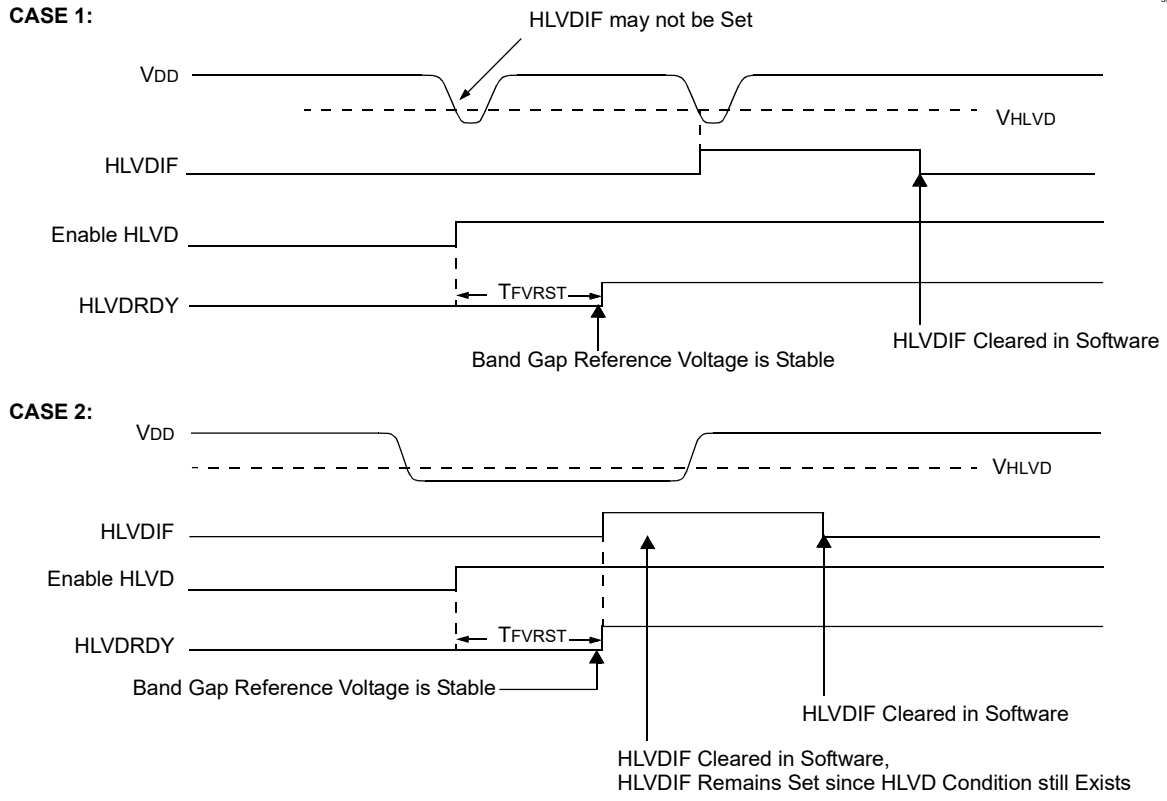 CASE 1:
HLVDIF may not be Set
VDD
VHLVD
HLVDIF
Enable HLVD
TFVRST
HLVDRDY
HLVDIF Cleared in Software
Band Gap Reference Voltage is Stable
CASE 2:
VDD
VHLVD
HLVDIF
Enable HLVD
TFVRST
HLVDRDY
Band Gap Reference Voltage is Stable
HLVDIF Cleared in Software
HLVDIF Cleared in Software,
HLVDIF Remains Set since HLVD Condition still Exists